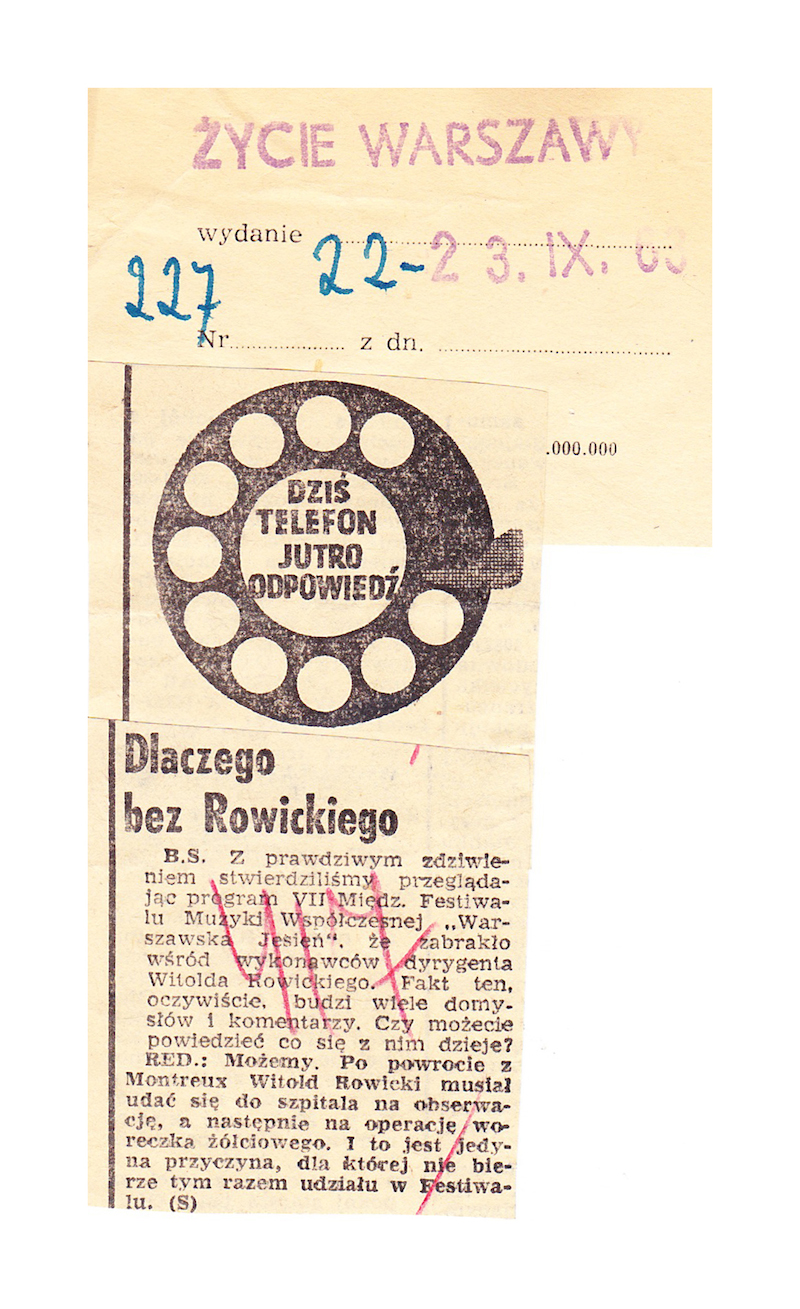 ŻYCIE WARSZAWY
wydanie
22-23. IX. 63
227
Nr. z dn.
.000.000
DZIŚ
TELEFON
JUTRO
ODPOWIEDŹ
Dlaczego
bez Rowickiego
B.S. Z prawdziwym zdziwie-
niem stwierdziliśmy przegląda-
jąc program VII Międz. Festiwa-
lu Muzyki Współczesnej „War-
szawska Jesień“, że zabrakło
wśród wykonawców dyrygenta
Witolda Rowickiego. Fakt ten,
oczywiście, budzi wiele domy-
słów i komentarzy. Czy możecie
powiedzieć co się z nim dzieje?
RED.: Możemy. Po powrocie z
Montreux Witold Rowicki musiał
udać się do szpitala na obserwa-
cję, a następnie na operację wo-
reczka żółciowego. I to jest jedy-
na przyczyna, dla której nie bie-
rze tym razem udziału w Festiwa-
lu. (S)